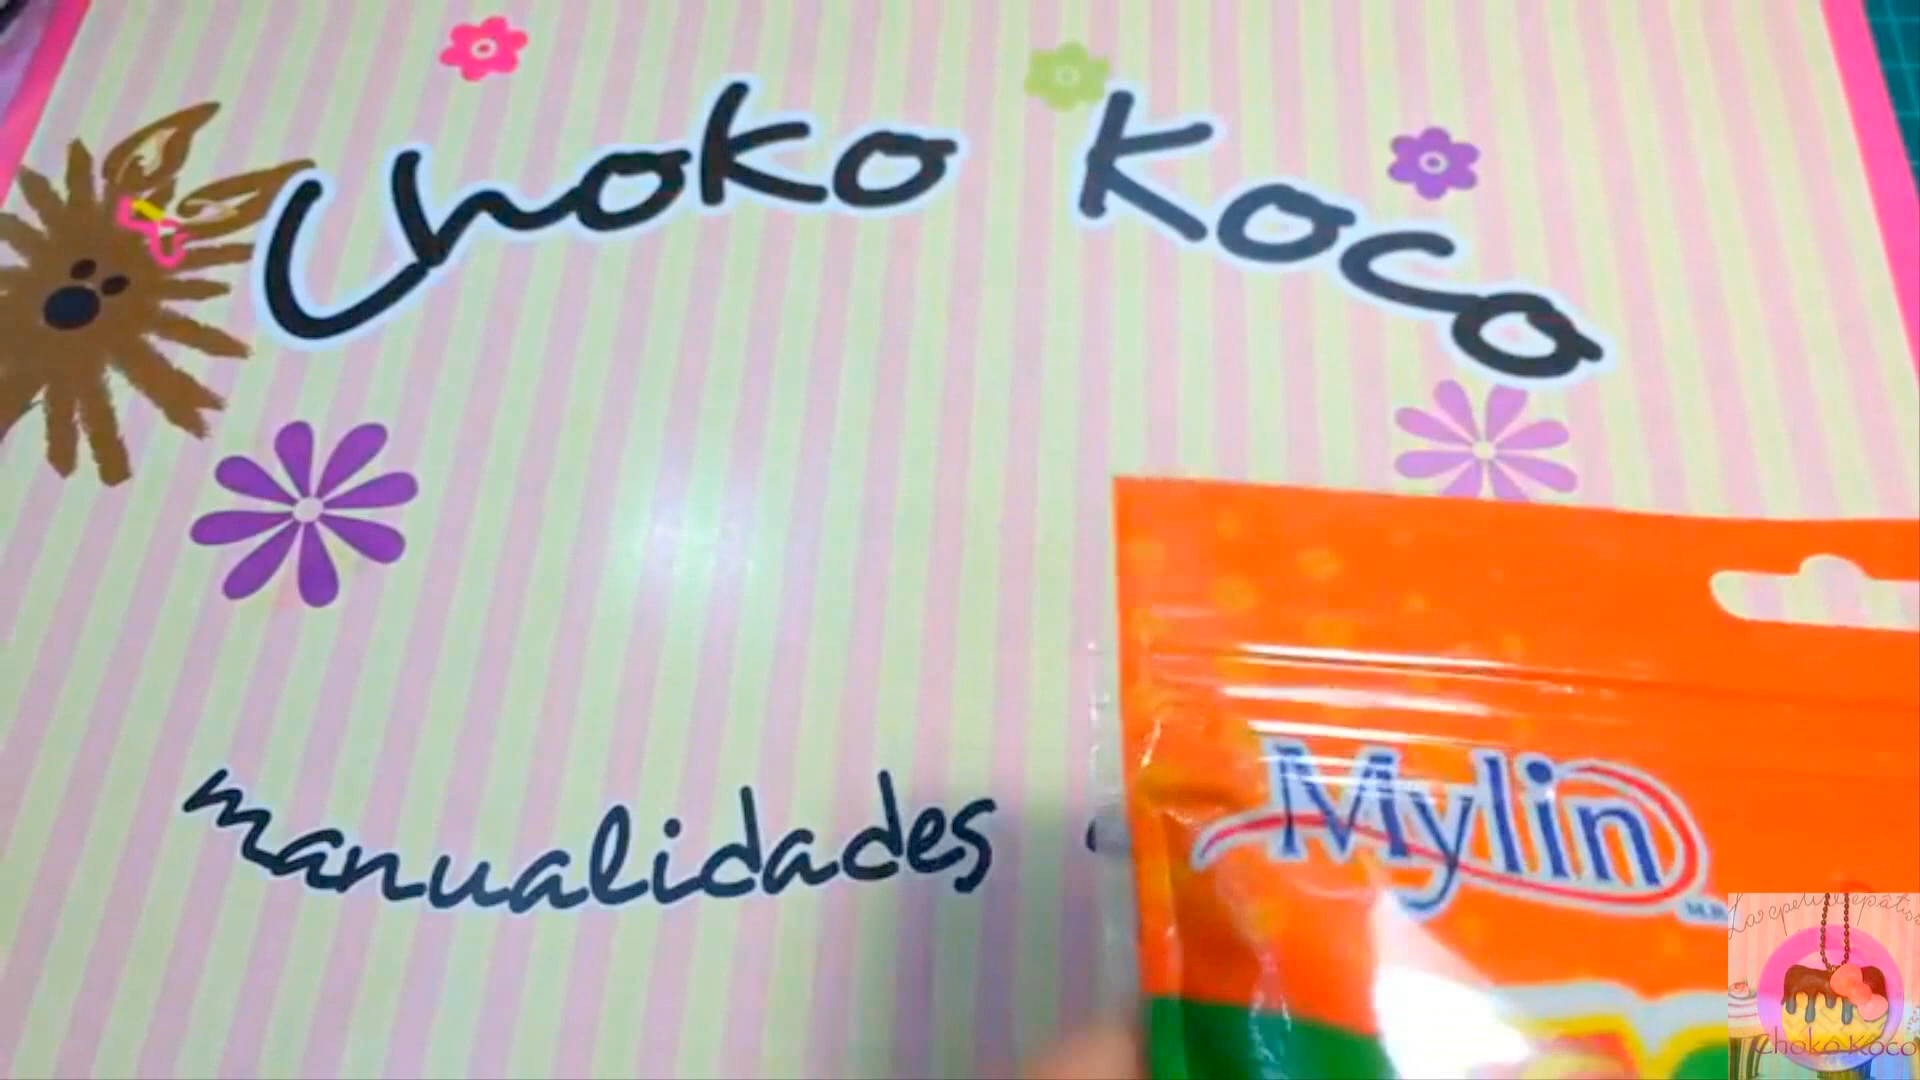 Choko Koco
manualidades
Mylin
M.R.
Choko Koco